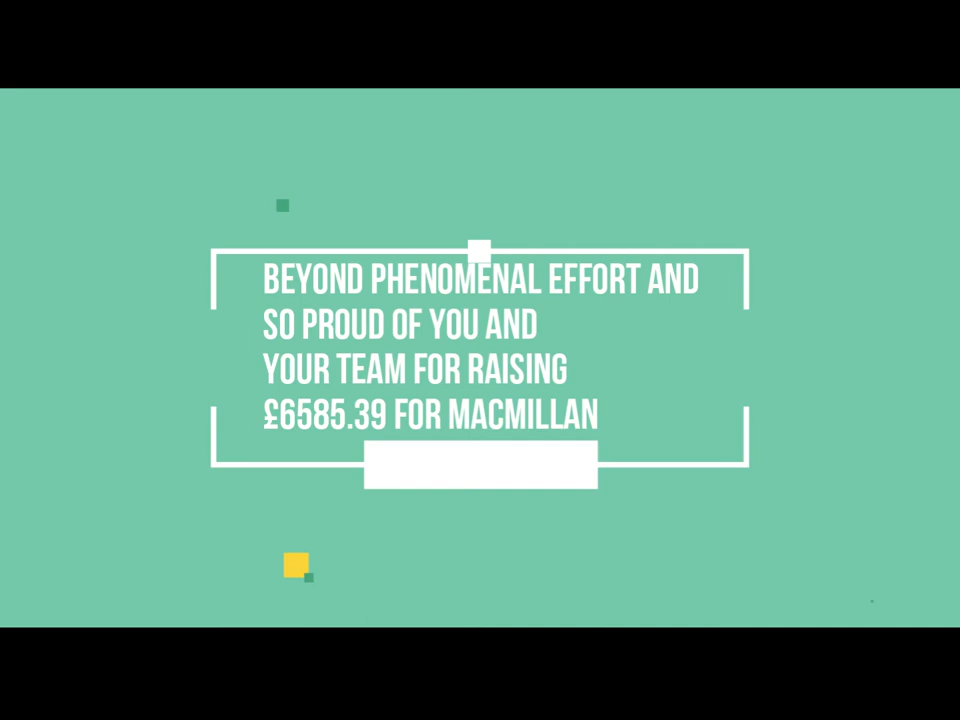 BEYOND PHENOMENAL EFFORT AND
SO PROUD OF YOU AND
YOUR TEAM FOR RAISING
£6585.39 FOR MACMILLAN